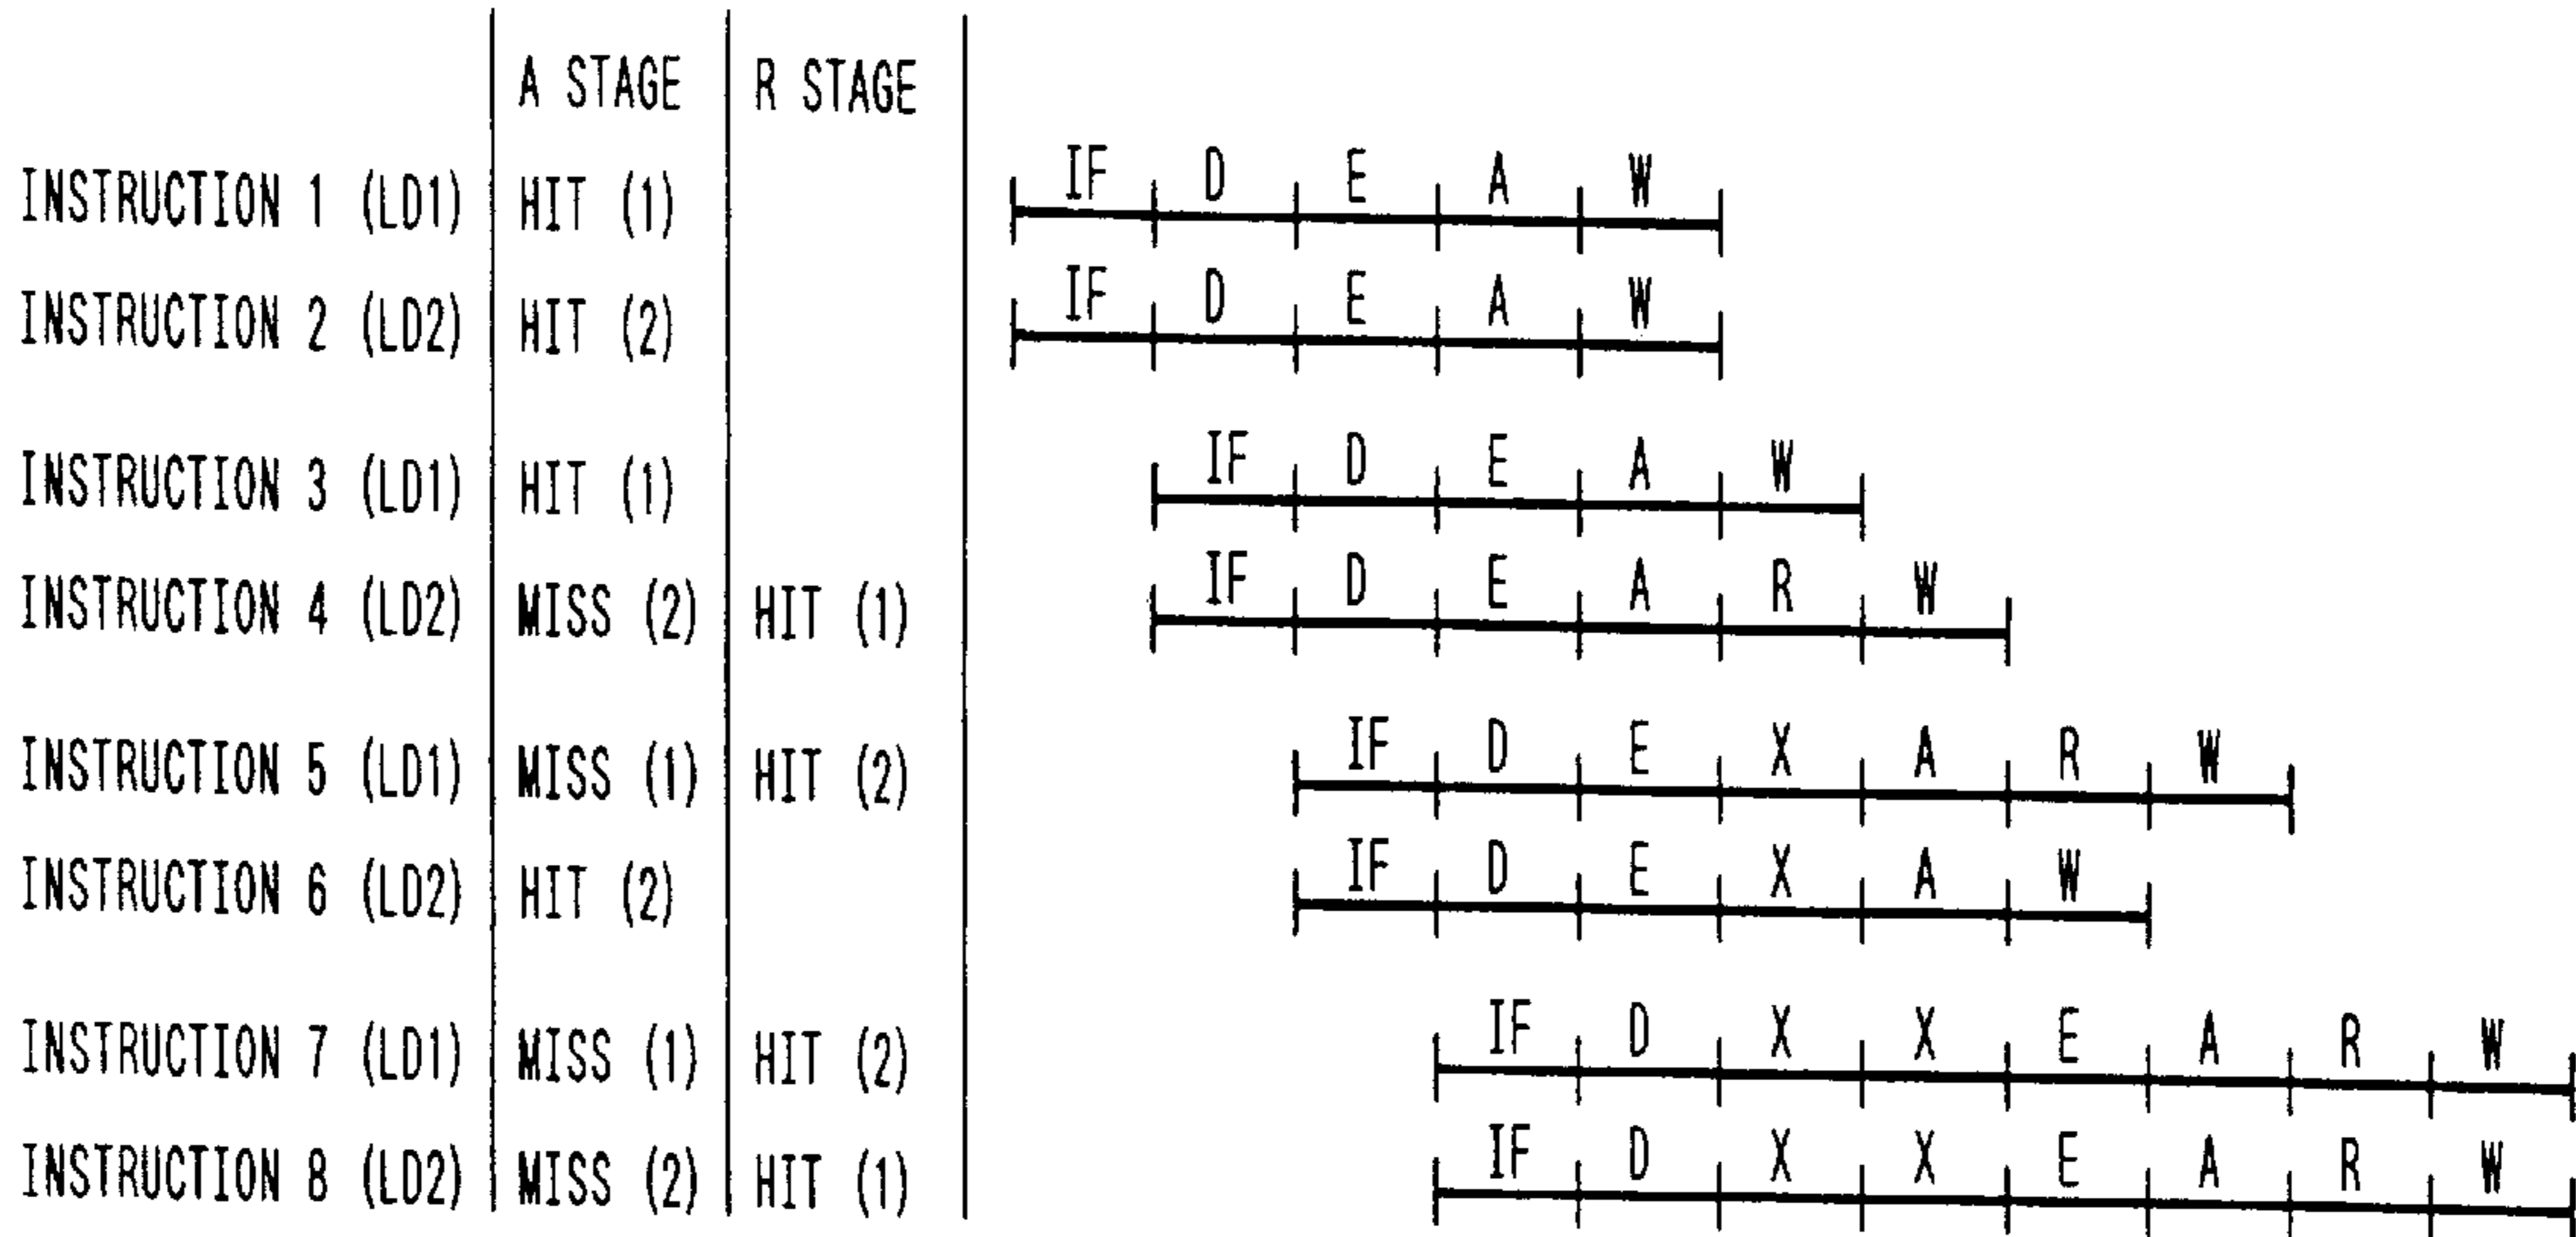 A STAGE R STAGE
INSTRUCTION 1 (LD1) HIT (1) IF D E A W
INSTRUCTION 2 (LD2) HIT (2) IF D E A W
INSTRUCTION 3 (LD1) HIT (1) IF D E A W
INSTRUCTION 4 (LD2) MISS (2) HIT (1) IF D E A R W
INSTRUCTION 5 (LD1) MISS (1) HIT (2) IF D E X A R W
INSTRUCTION 6 (LD2) HIT (2) IF D E X A W
INSTRUCTION 7 (LD1) MISS (1) HIT (2) IF D X X E A R W
INSTRUCTION 8 (LD2) MISS (2) HIT (1) IF D X X E A R W